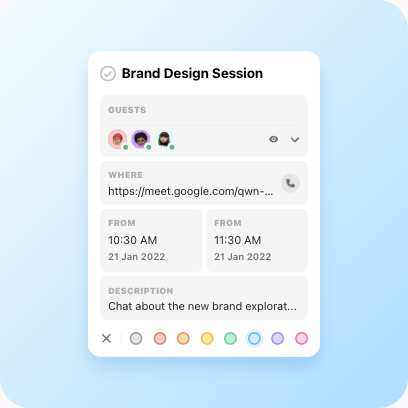 Brand Design Session
GUESTS
WHERE
https://meet.google.com/qwn-...
FROM
10:30 AM
21 Jan 2022
FROM
11:30 AM
21 Jan 2022
DESCRIPTION
Chat about the new brand explorat...